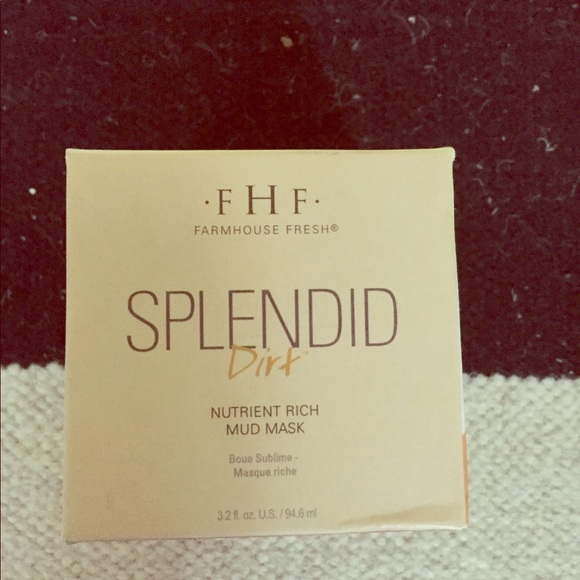 ·FHF·
FARMHOUSE FRESH®
SPLENDID
Dirt™
NUTRIENT RICH
MUD MASK
Boue Sublime -
Masque riche
3.2 fl. oz. U.S. / 94.6 ml